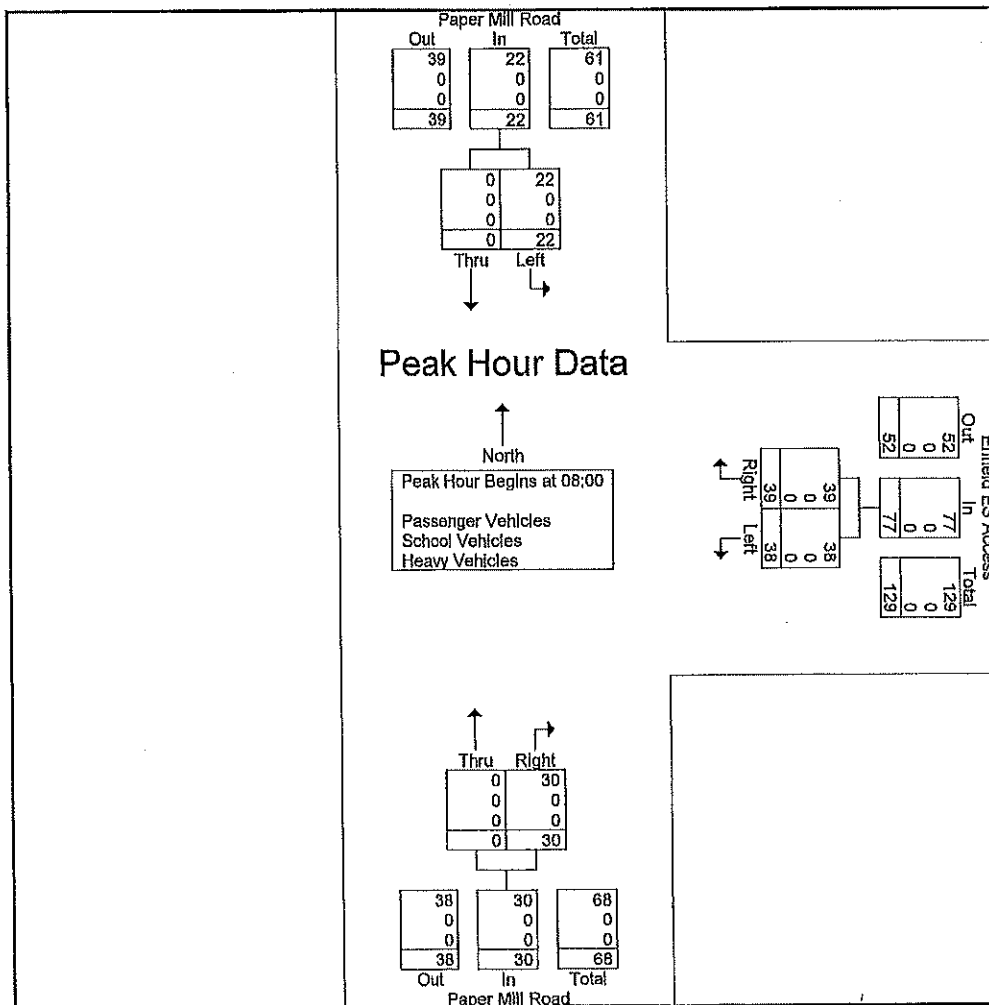 Paper Mill Road
Out In Total
39 22 61
0 0 0
0 0 0
39 22 61
0 22
0 0
0 0
0 22
Thru Left
Peak Hour Data
North
Peak Hour Begins at 08:00
Passenger Vehicles
School Vehicles
Heavy Vehicles
Enfield ES Access
Out In Total
52 77 129
0 0 0
0 0 0
52 77 129
Right Left
39 38
0 0
0 0
39 38
Thru Right
0 30
0 0
0 0
0 30
38 30 68
0 0 0
0 0 0
38 30 68
Out In Total
Paper Mill Road